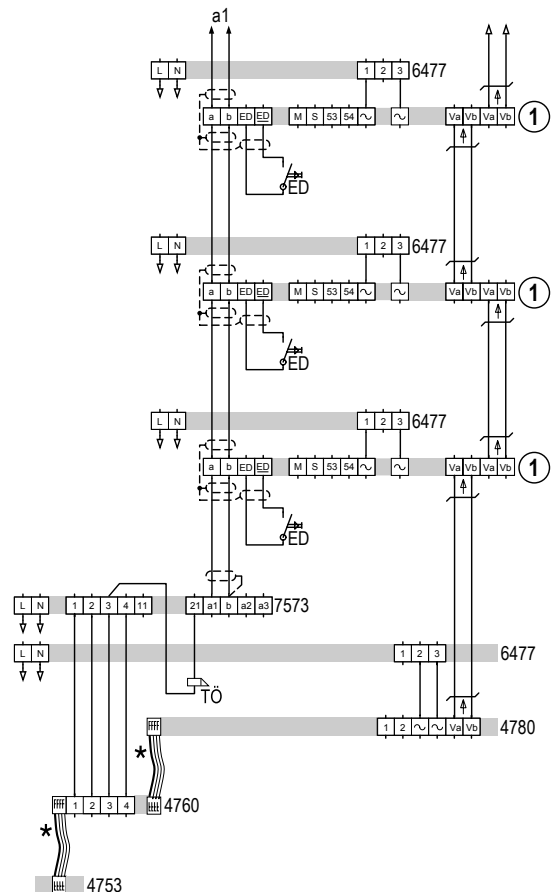 a1
L N 1 2 3 6477
a b ED ED M S 53 54 ~ ~ Va Vb Va Vb 1
ED
L N 1 2 3 6477
a b ED ED M S 53 54 ~ ~ Va Vb Va Vb 1
ED
L N 1 2 3 6477
a b ED ED M S 53 54 ~ ~ Va Vb Va Vb 1
ED
L N 1 2 3 4 11 21 a1 b a2 a3 7573
L N 1 2 3 6477
TÖ
1 2 ~ ~ Va Vb 4780
*
1 2 3 4 4760
*
4753